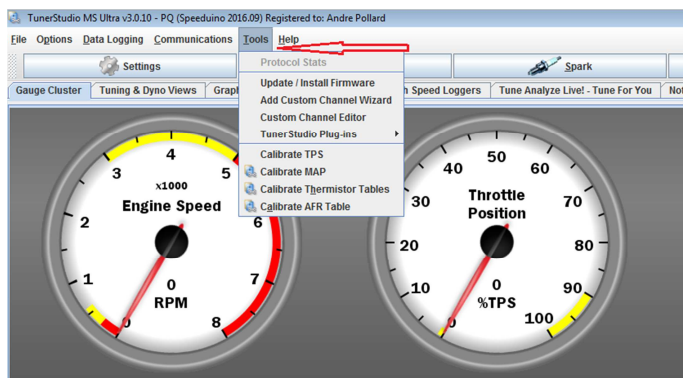 TunerStudio MS Ultra v3.0.10 - PQ (Speeduino 2016.09) Registered to: Andre Pollard
File Options Data Logging Communications Tools Help
Settings Spark
Gauge Cluster Tuning & Dyno Views Speed Loggers Tune Analyze Live! - Tune For You
Protocol Stats
Update / Install Firmware
Add Custom Channel Wizard
Custom Channel Editor
TunerStudio Plug-ins
Calibrate TPS
Calibrate MAP
Calibrate Thermistor Tables
Calibrate AFR Table
0 1 2 3 4 5 6 7 8
x1000
Engine Speed
0
RPM
0 10 20 30 40 50 60 70 80 90 100
Throttle
Position
0
%TPS